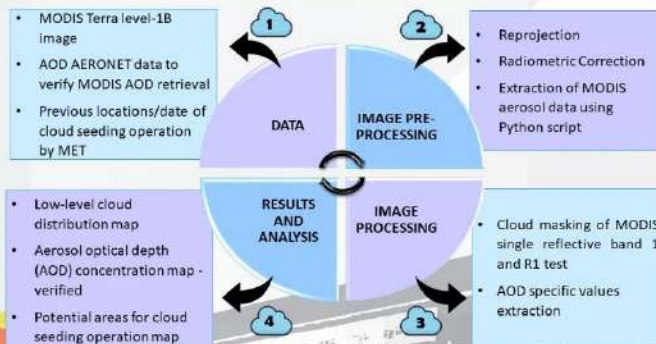 1
• MODIS Terra level-1B
image
• AOD AERONET data to
verify MODIS AOD retrieval
• Previous locations/date of
cloud seeding operation
by MET
DATA
2
• Reprojection
• Radiometric Correction
• Extraction of MODIS
aerosol data using
Python script
IMAGE PRE-
PROCESSING
IMAGE
PROCESSING
3
• Cloud masking of MODIS
single reflective band 1
and R1 test
• AOD specific values
extraction
RESULTS
AND
ANALYSIS
4
• Low-level cloud
distribution map
• Aerosol optical depth
(AOD) concentration map -
verified
• Potential areas for cloud
seeding operation map